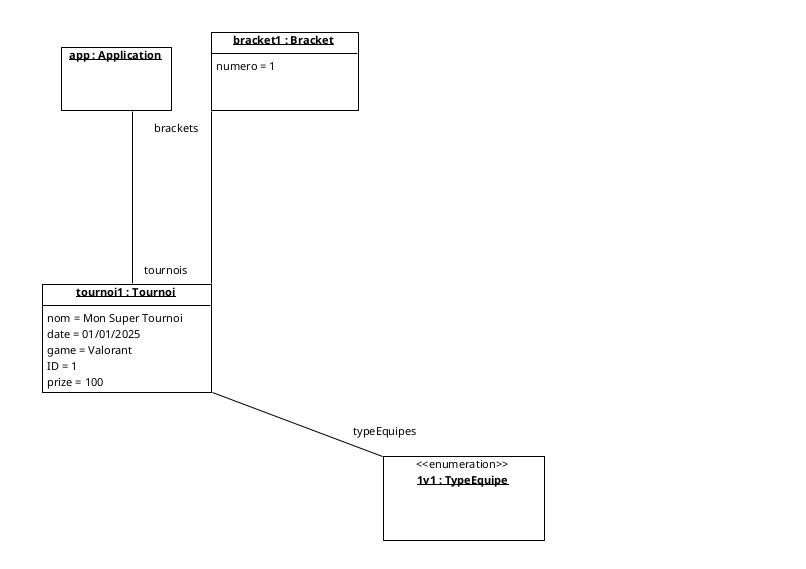 bracket1 : Bracket
app : Application
numero = 1
brackets
tournois
tournoi1 : Tournoi
nom = Mon Super Tournoi
date = 01/01/2025
game = Valorant
ID = 1
prize = 100
typeEquipes
<<enumeration>>
1v1 : TypeEquipe